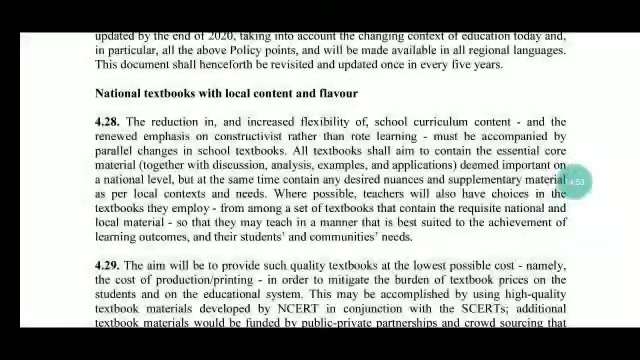 updated by the end of 2020, taking into account the changing context of education today and,
in particular, all the above Policy points, and will be made available in all regional languages.
This document shall henceforth be revisited and updated once in every five years.
National textbooks with local content and flavour
4.28. The reduction in, and increased flexibility of, school curriculum content - and the
renewed emphasis on constructivist rather than rote learning - must be accompanied by
parallel changes in school textbooks. All textbooks shall aim to contain the essential core
material (together with discussion, analysis, examples, and applications) deemed important on
a national level, but at the same time contain any desired nuances and supplementary material
as per local contexts and needs. Where possible, teachers will also have choices in the
textbooks they employ - from among a set of textbooks that contain the requisite national and
local material - so that they may teach in a manner that is best suited to the achievement of
learning outcomes, and their students' and communities' needs.
4.29. The aim will be to provide such quality textbooks at the lowest possible cost - namely,
the cost of production/printing - in order to mitigate the burden of textbook prices on the
students and on the educational system. This may be accomplished by using high-quality
textbook materials developed by NCERT in conjunction with the SCERTs; additional
textbook materials would be funded by public-private partnerships and crowd sourcing that